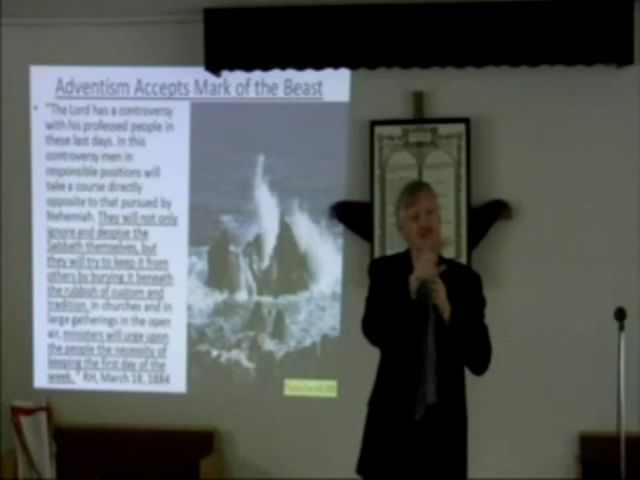 Adventism Accepts Mark of the Beast
• "The Lord has a controversy
with his professed people in
these last days. In this
controversy men in
responsible positions will
take a course directly
opposite to that pursued by
Nehemiah. They will not only
ignore and despise the
Sabbath themselves, but
they will try to keep it from
others by burying it beneath
the rubbish of custom and
tradition. In churches and in
large gatherings in the open
air, ministers will urge upon
the people the necessity of
keeping the first day of the
week." RH, March 18, 1884